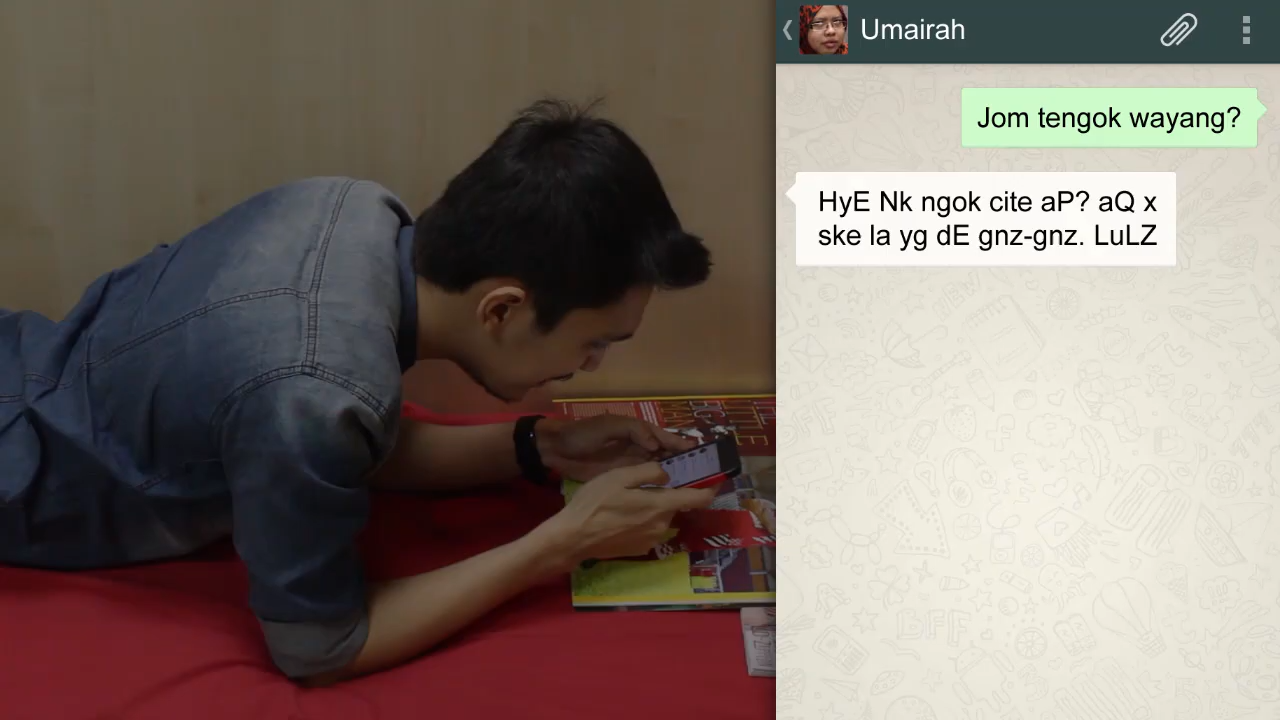 Umairah
Jom tengok wayang?
HyE Nk ngok cite aP? aQ x
ske la yg dE gnz-gnz. LuLZ